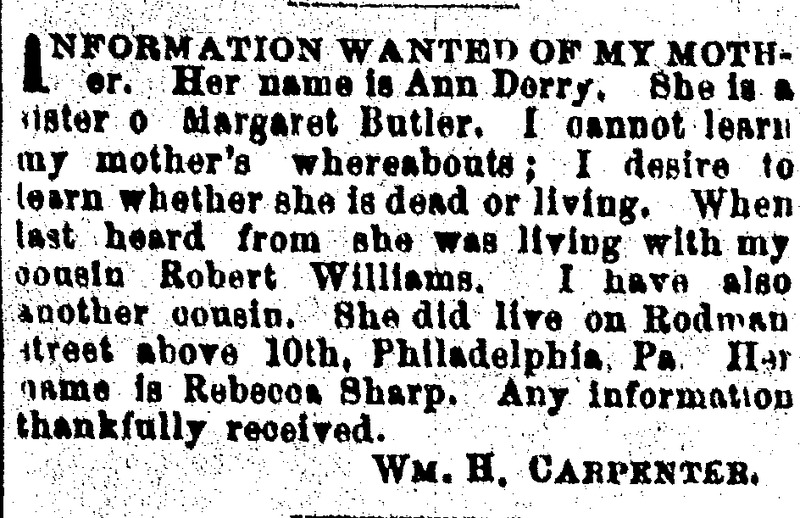 INFORMATION WANTED OF MY MOTH-
er. Her name is Ann Dorry. She is a
sister o Margaret Butler. I cannot learn
my mother's whereabouts; I desire to
learn whether she is dead or living. When
last heard from she was living with my
cousin Robert Williams. I have also
another cousin. She did live on Rodman
street above 10th, Philadelphia, Pa. Her
name is Rebecca Sharp. Any information
thankfully received.
WM. H. CARPENTER.